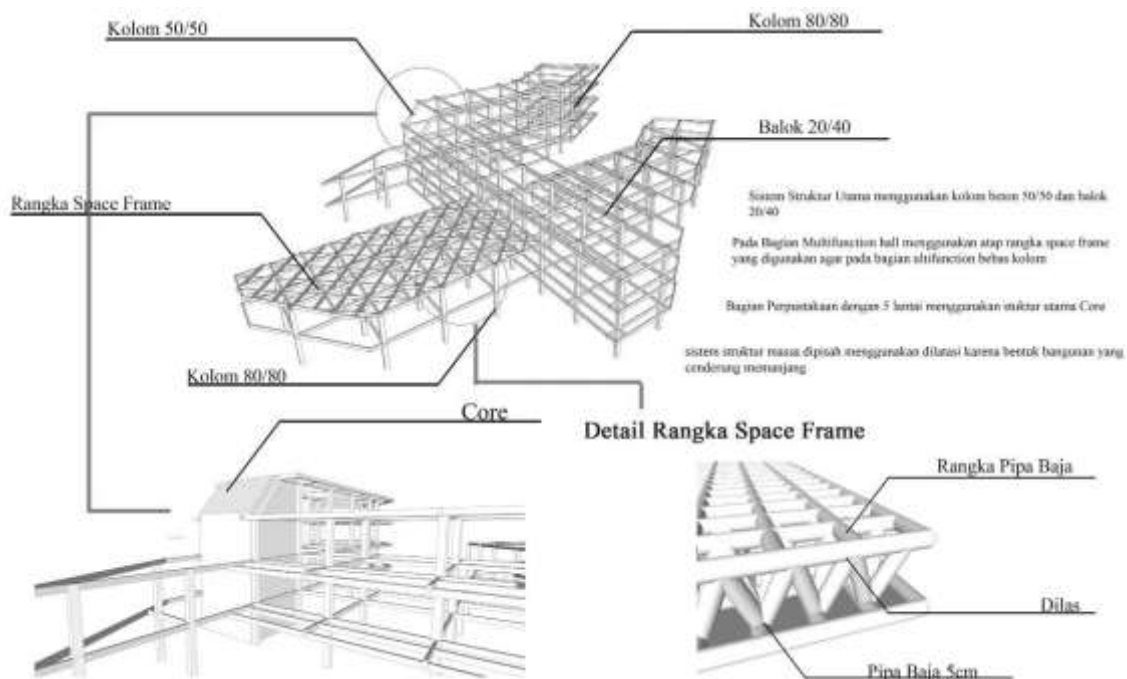 Kolom 50/50
Kolom 80/80
Balok 20/40
Rangka Space Frame
Sistem Struktur Utama menggunakan kolom beton 50/50 dan balok
20/40
Pada Bagian Multifunction hall menggunakan atap rangka space frame
yang digunakan agar pada bagian ultifunction bebas kolom
Bagian Perpustakaan dengan 5 lantai menggunakan stuktur utama Core
sistem struktur massa dipisah menggunakan dilatasi karena bentuk bangunan yang
cenderung memanjang
Kolom 80/80
Core
Detail Rangka Space Frame
Rangka Pipa Baja
Dilas
Pipa Baja 5cm